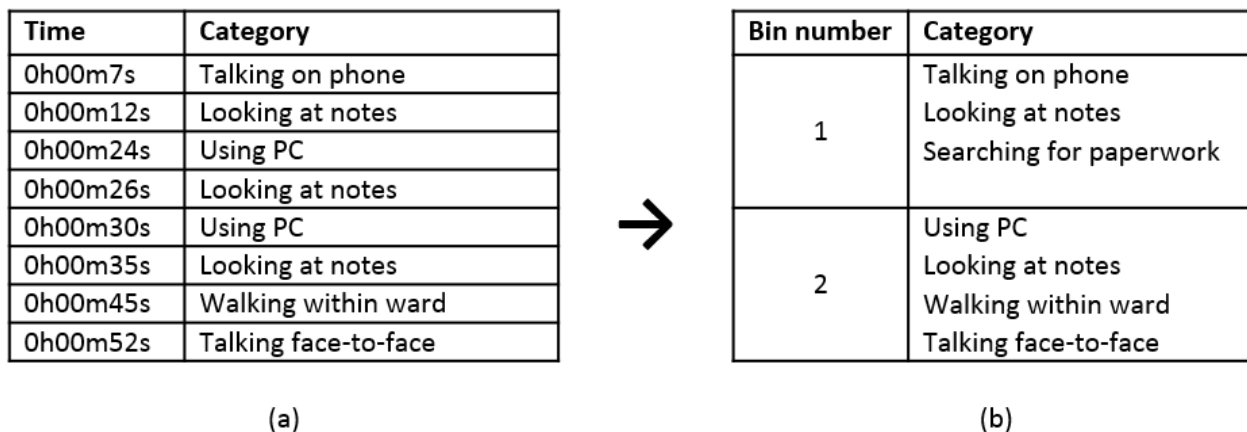 Time Category
0h00m7s Talking on phone
0h00m12s Looking at notes
0h00m24s Using PC
0h00m26s Looking at notes
0h00m30s Using PC
0h00m35s Looking at notes
0h00m45s Walking within ward
0h00m52s Talking face-to-face
(a)
Bin number Category
1
Talking on phone
Looking at notes
Searching for paperwork
2
Using PC
Looking at notes
Walking within ward
Talking face-to-face
(b)